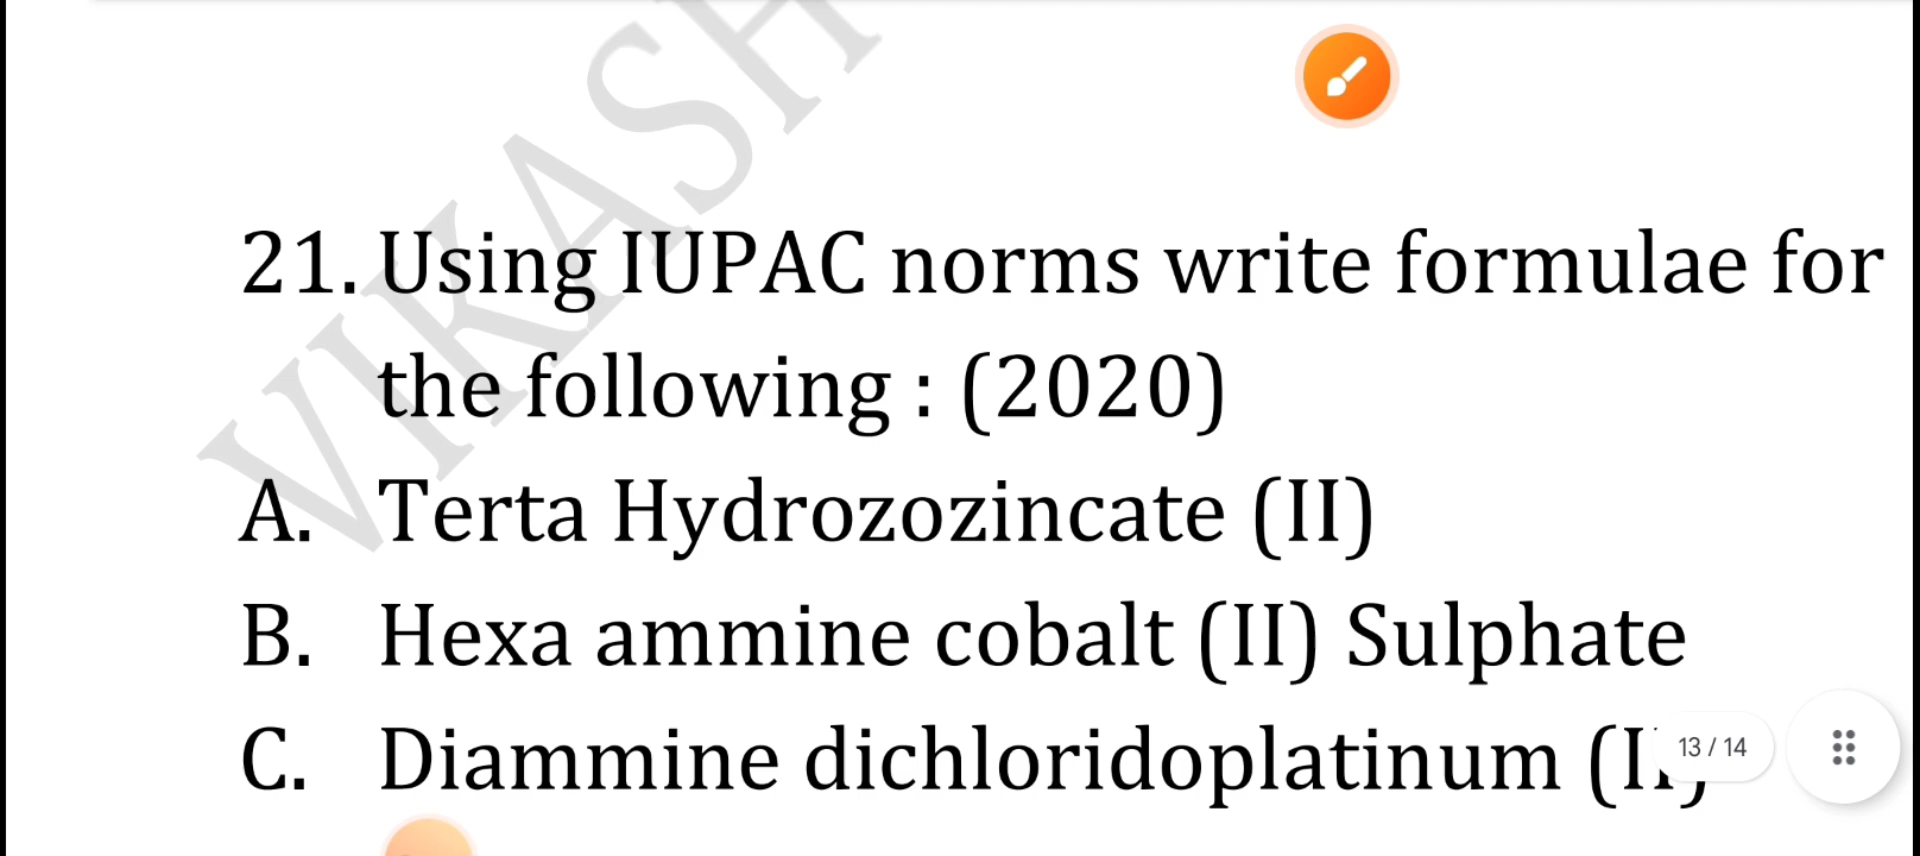 VIKASH
21. Using IUPAC norms write formulae for
the following : (2020)
A. Terta Hydrozozincate (II)
B. Hexa ammine cobalt (II) Sulphate
C. Diammine dichloridoplatinum
13 / 14